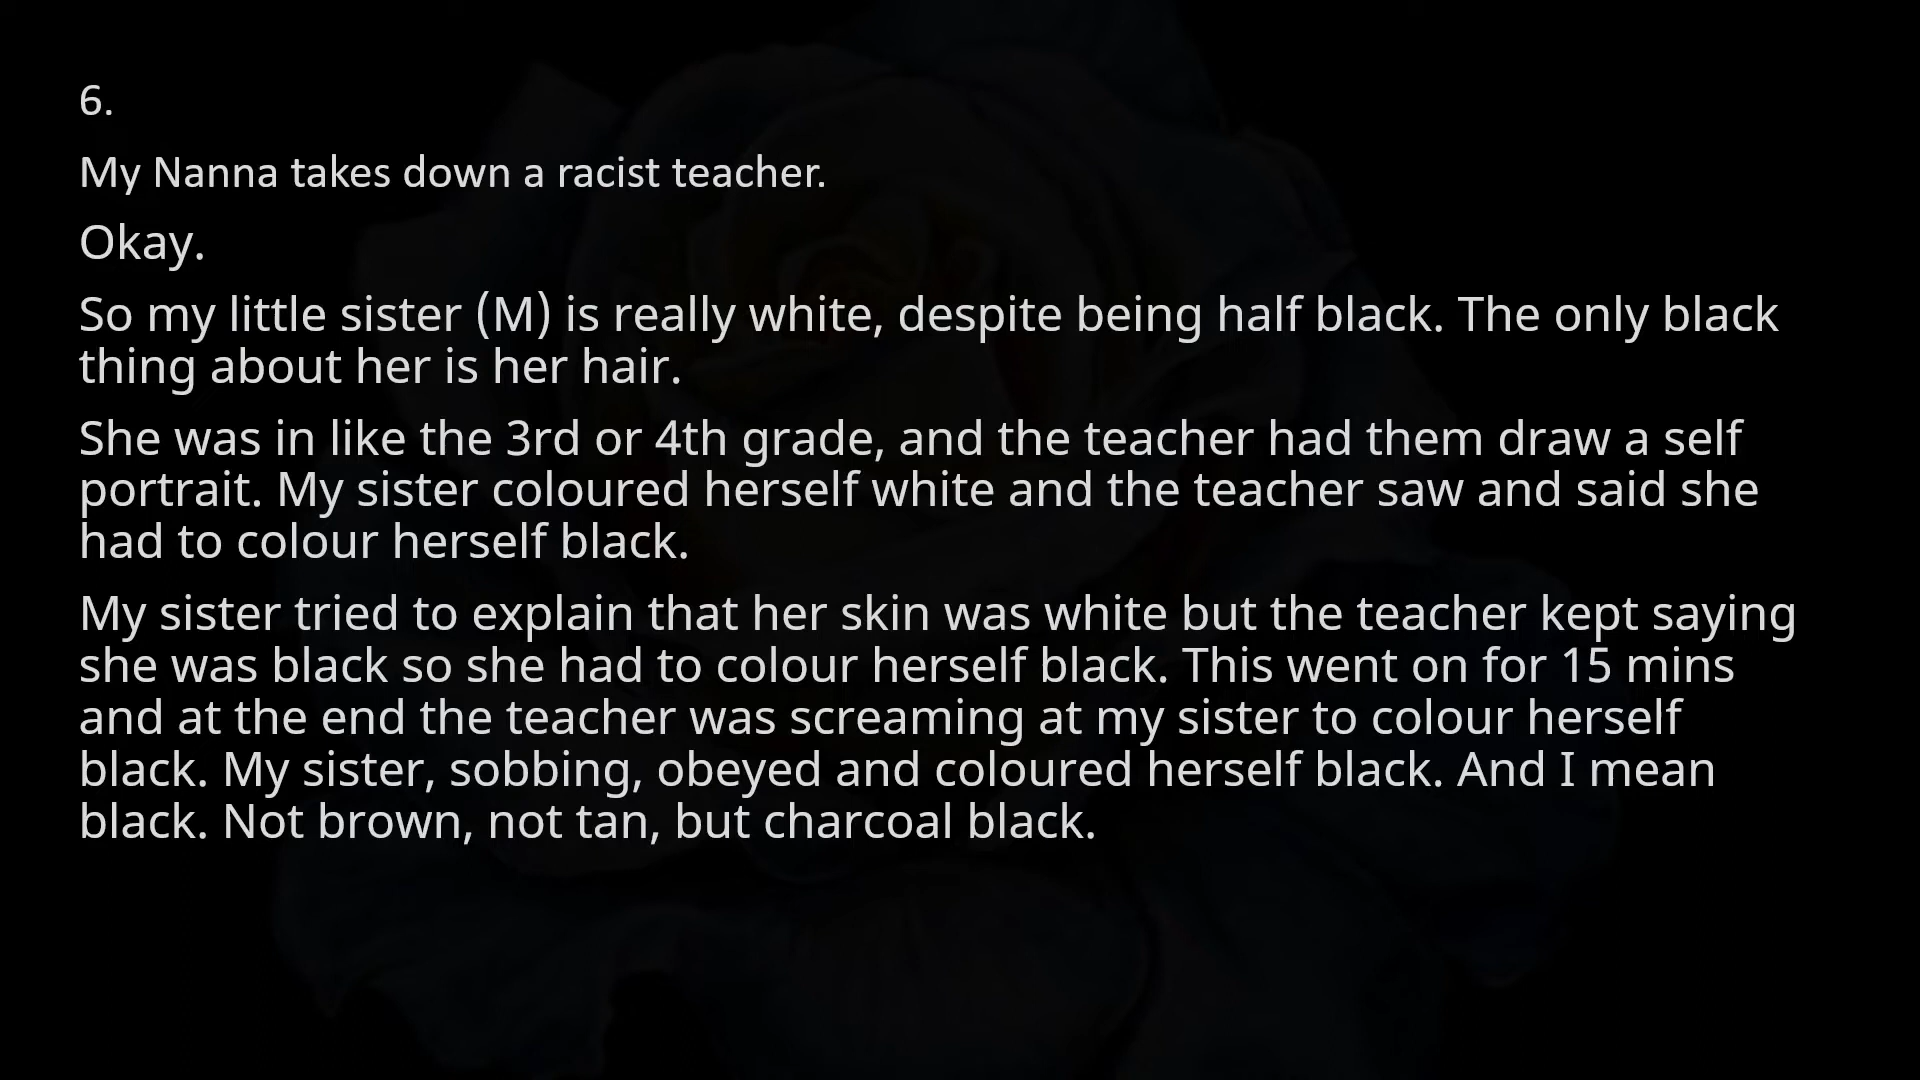 6.
My Nanna takes down a racist teacher.
Okay.
So my little sister (M) is really white, despite being half black. The only black
thing about her is her hair.
She was in like the 3rd or 4th grade, and the teacher had them draw a self
portrait. My sister coloured herself white and the teacher saw and said she
had to colour herself black.
My sister tried to explain that her skin was white but the teacher kept saying
she was black so she had to colour herself black. This went on for 15 mins
and at the end the teacher was screaming at my sister to colour herself
black. My sister, sobbing, obeyed and coloured herself black. And I mean
black. Not brown, not tan, but charcoal black.